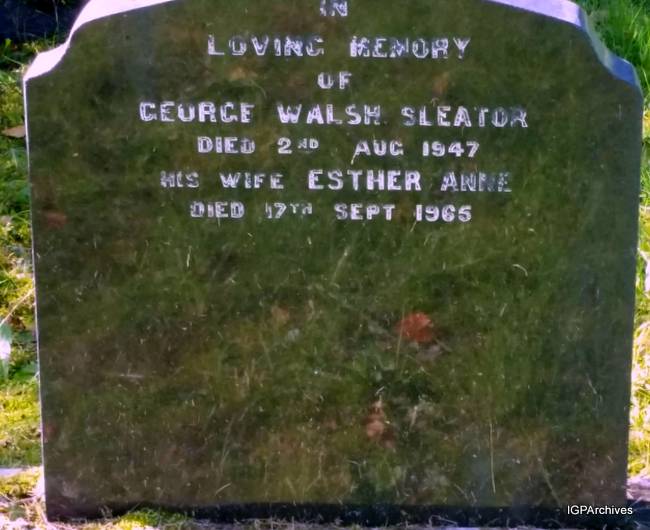 IN
LOVING MEMORY
OF
GEORGE WALSH SLEATOR
DIED 2ND AUG 1947
HIS WIFE ESTHER ANNE
DIED 17TH SEPT 1965
IGPArchives